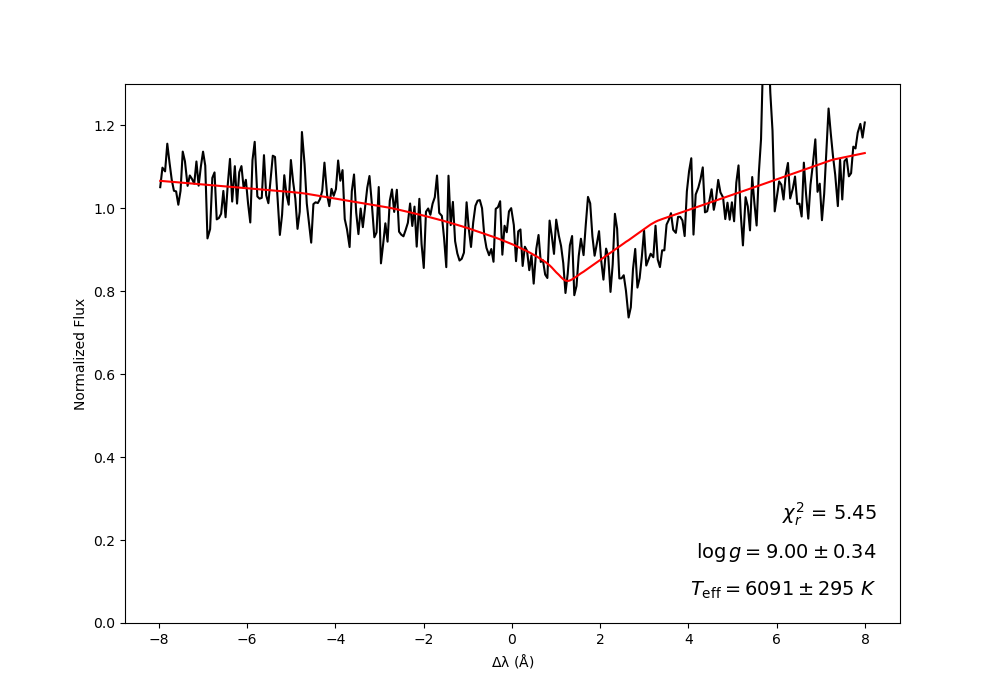 1.2
1.0
0.8
0.6
0.4
0.2
0.0
Normalized Flux
χ²ᵣ = 5.45
log g = 9.00 ± 0.34
T_eff = 6091 ± 295 K
−8 −6 −4 −2 0 2 4 6 8
Δλ (Å)